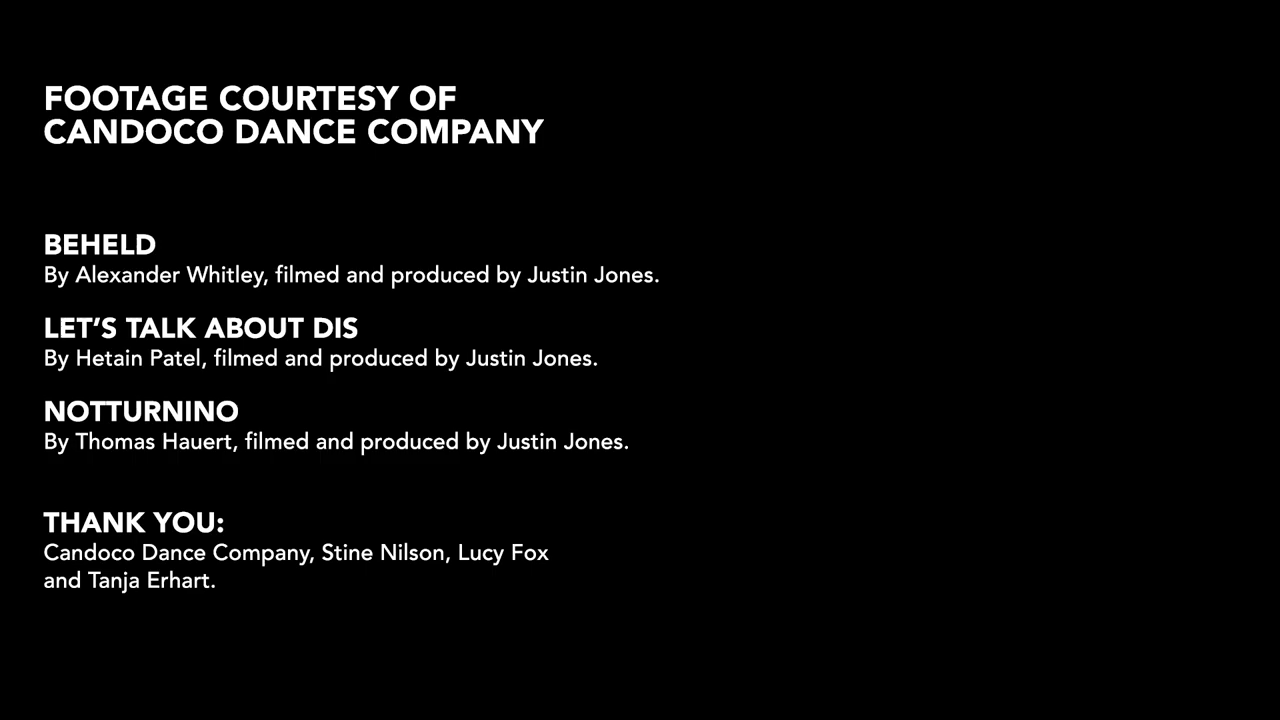 FOOTAGE COURTESY OF
CANDOCO DANCE COMPANY
BEHELD
By Alexander Whitley, filmed and produced by Justin Jones.
LET’S TALK ABOUT DIS
By Hetain Patel, filmed and produced by Justin Jones.
NOTTURNINO
By Thomas Hauert, filmed and produced by Justin Jones.
THANK YOU:
Candoco Dance Company, Stine Nilson, Lucy Fox
and Tanja Erhart.